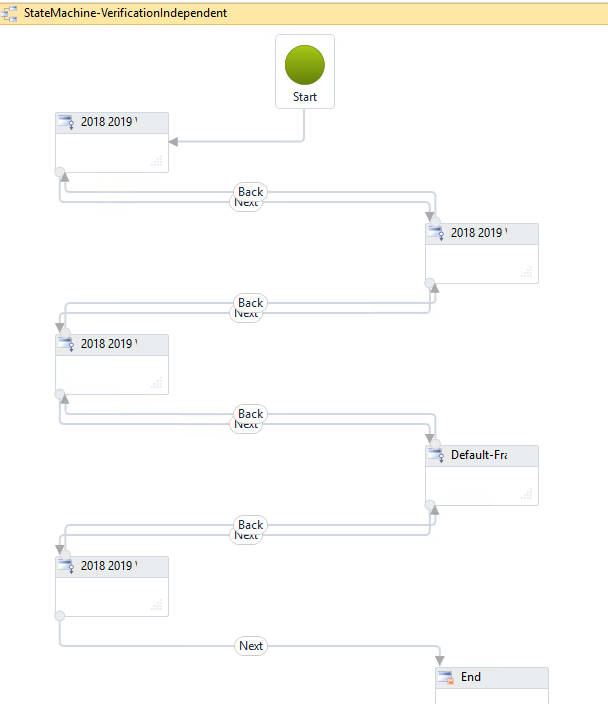 StateMachine-VerificationIndependent
Start
2018 2019
Back
Next
2018 2019
Back
Next
2018 2019
Back
Next
Default-Fra
Back
Next
2018 2019
Next
End